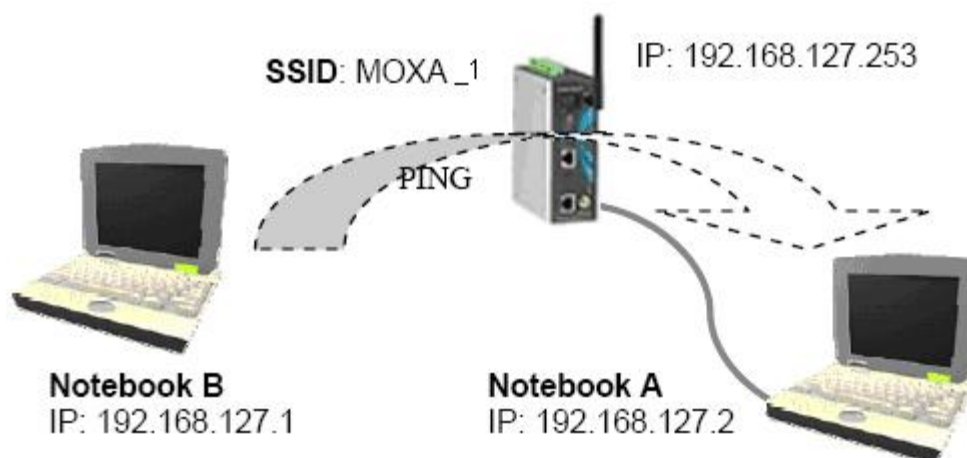 SSID: MOXA_1
IP: 192.168.127.253
PING
Notebook B
IP: 192.168.127.1
Notebook A
IP: 192.168.127.2